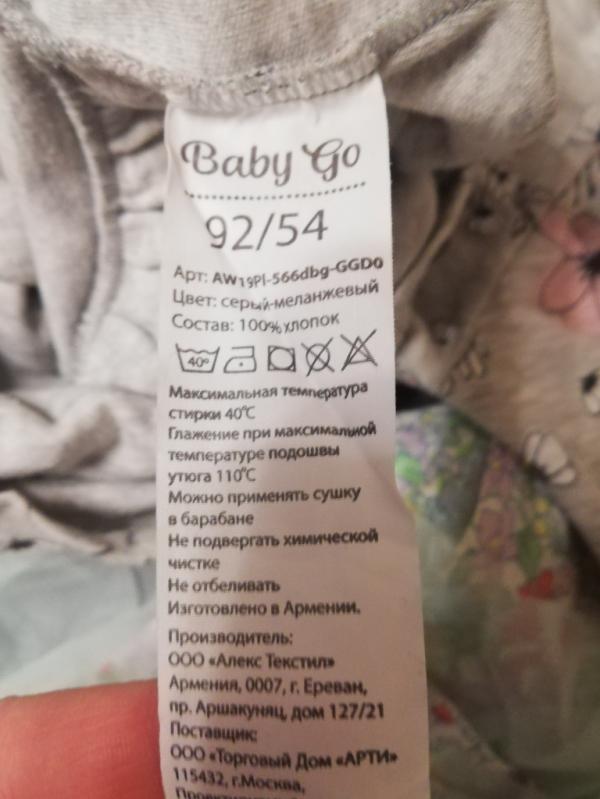 Baby Go
92/54
Арт: AW19PI-566dbg-GGD0
Цвет: серый-меланжевый
Состав: 100% хлопок
40°
Максимальная температура
стирки 40°С
Глажение при максимальной
температуре подошвы
утюга 110°С
Можно применять сушку
в барабане
Не подвергать химической
чистке
Не отбеливать
Изготовлено в Армении.
Производитель:
ООО «Алекс Текстил»
Армения, 0007, г. Ереван,
пр. Аршакуняц, дом 127/21
Поставщик:
ООО «Торговый Дом «АРТИ»
115432, г.Москва,